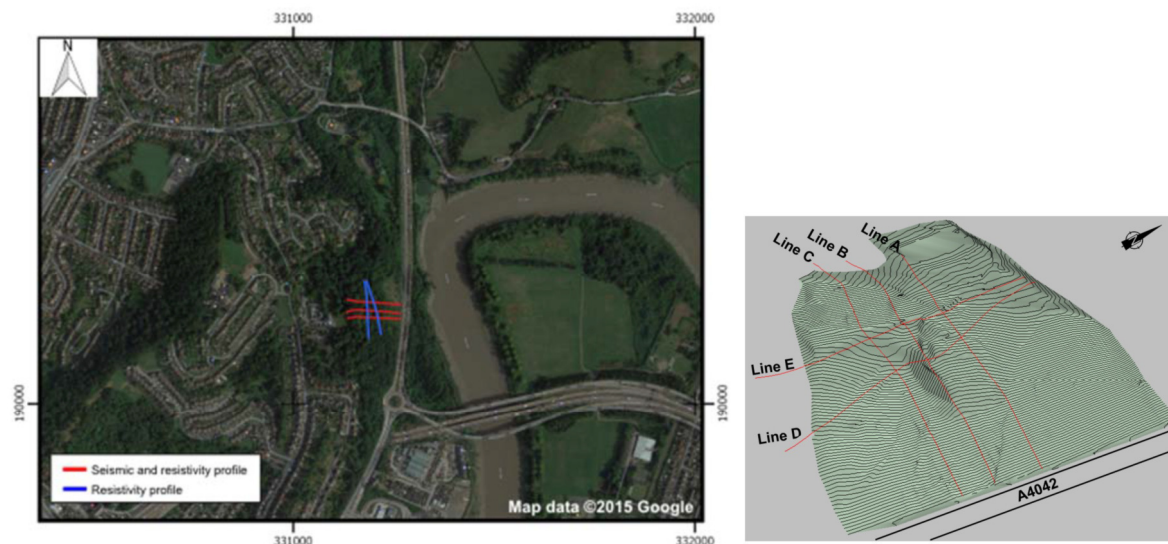 331000
332000
N
190000
190000
Seismic and resistivity profile
Resistivity profile
Map data ©2015 Google
331000
332000
Line C
Line B
Line A
Line E
Line D
A4042